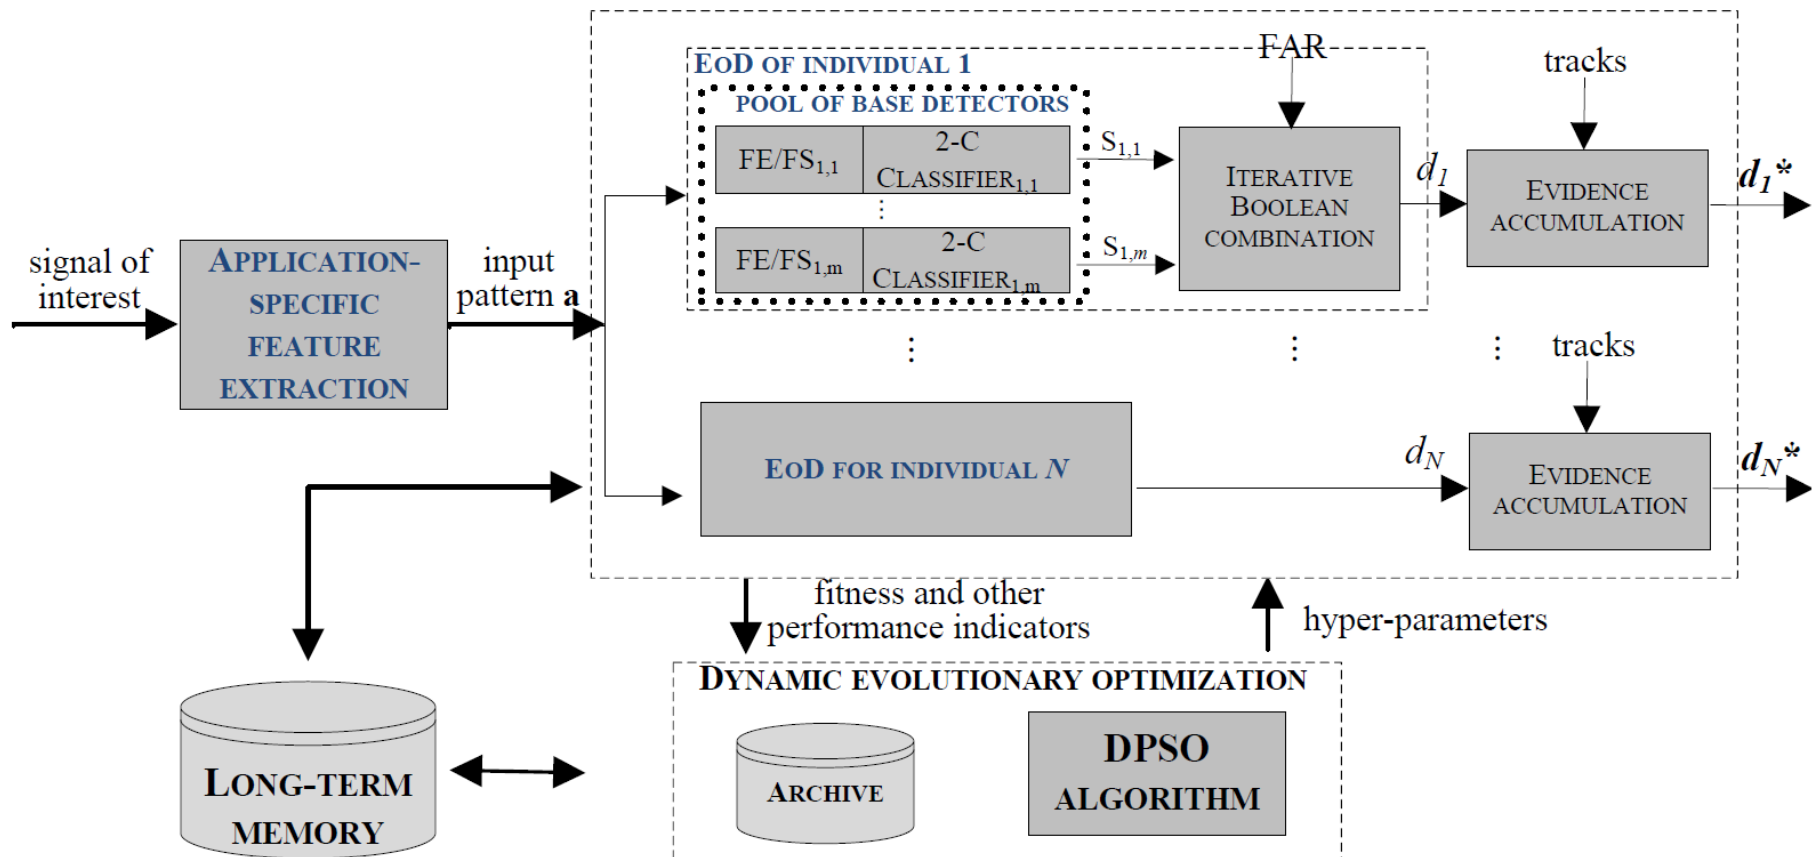 FAR
tracks
EOD OF INDIVIDUAL 1
POOL OF BASE DETECTORS
FE/FS1,1
2-C
CLASSIFIER1,1
S1,1
⋮
FE/FS1,m
2-C
CLASSIFIER1,m
S1,m
ITERATIVE
BOOLEAN
COMBINATION
d1
EVIDENCE
ACCUMULATION
d1*
signal of
interest
APPLICATION-
SPECIFIC
FEATURE
EXTRACTION
input
pattern a
⋮
⋮
⋮
tracks
EOD FOR INDIVIDUAL N
dN
EVIDENCE
ACCUMULATION
dN*
fitness and other
performance indicators
hyper-parameters
DYNAMIC EVOLUTIONARY OPTIMIZATION
LONG-TERM
MEMORY
ARCHIVE
DPSO
ALGORITHM